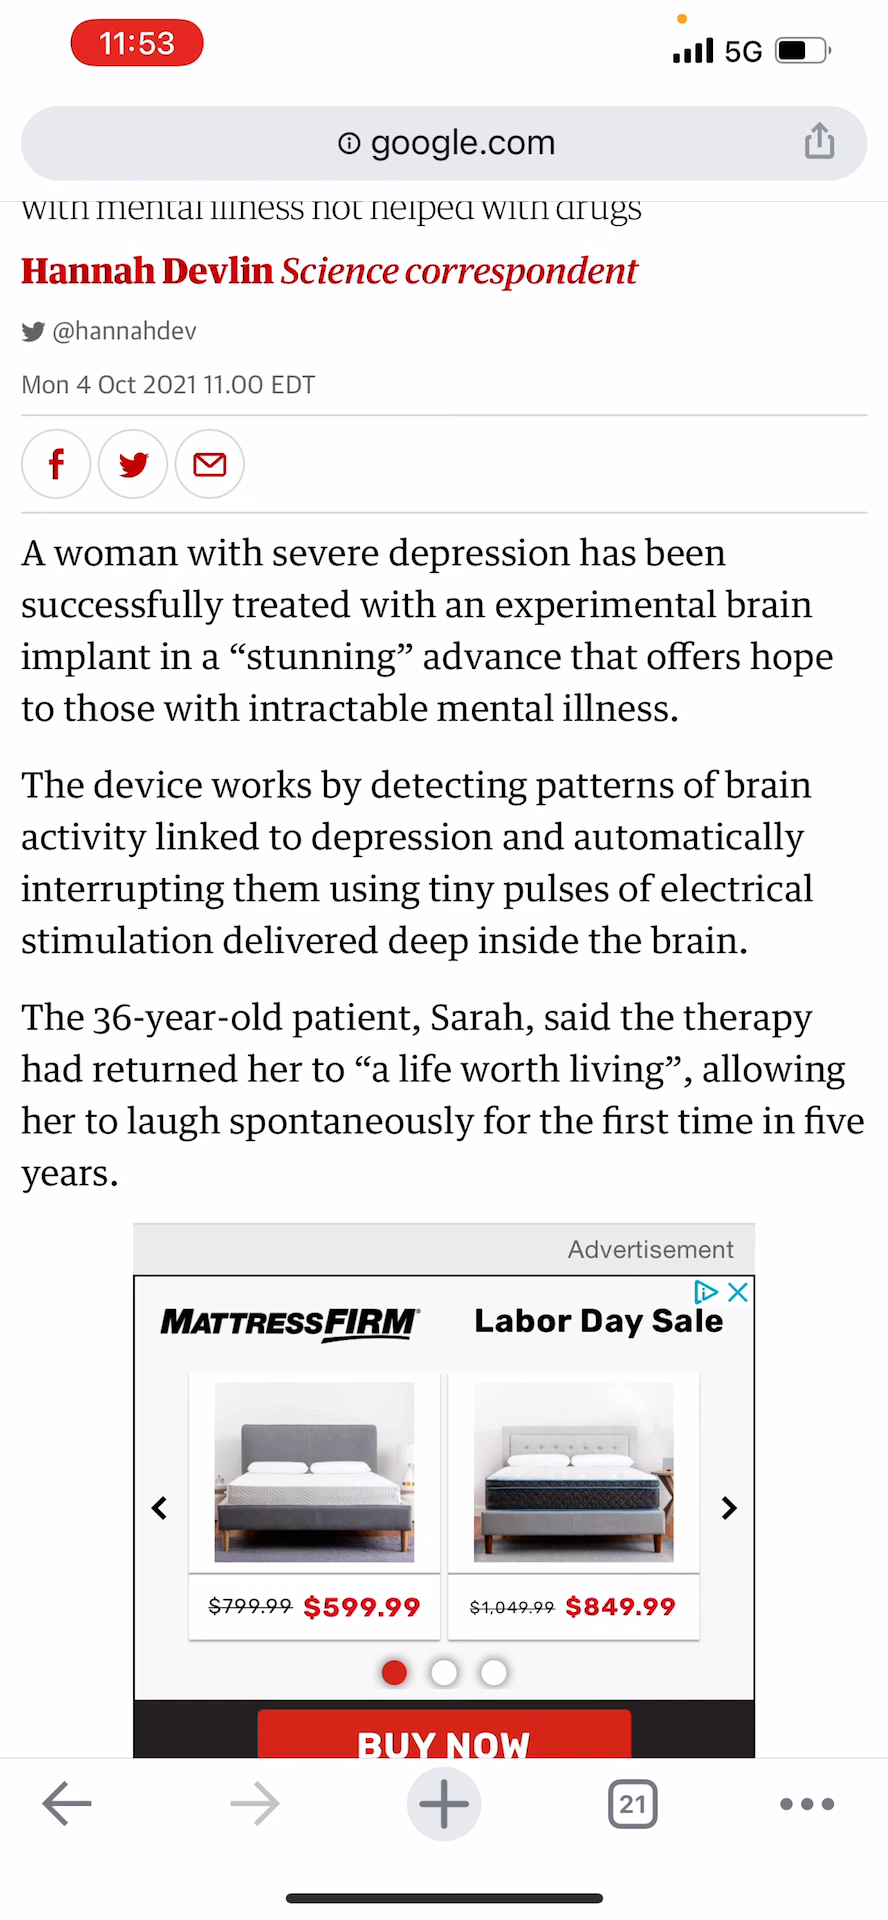 11:53
5G
google.com
with mental illness not helped with drugs
Hannah Devlin Science correspondent
@hannahdev
Mon 4 Oct 2021 11.00 EDT
A woman with severe depression has been
successfully treated with an experimental brain
implant in a “stunning” advance that offers hope
to those with intractable mental illness.
The device works by detecting patterns of brain
activity linked to depression and automatically
interrupting them using tiny pulses of electrical
stimulation delivered deep inside the brain.
The 36-year-old patient, Sarah, said the therapy
had returned her to “a life worth living”, allowing
her to laugh spontaneously for the first time in five
years.
Advertisement
MATTRESSFIRM Labor Day Sale
$799.99 $599.99 $1,049.99 $849.99
BUY NOW
21